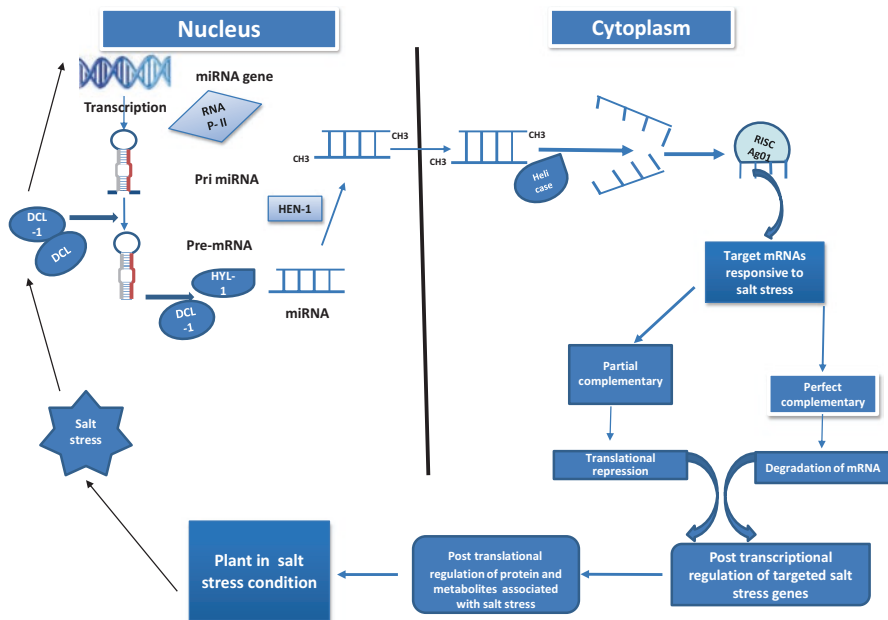 Nucleus
Cytoplasm
miRNA gene
Transcription
RNA
P- II
CH3
CH3
CH3
CH3
Heli
case
RISC
Ag01
Pri miRNA
HEN-1
DCL
-1
DCL
Pre-mRNA
HYL-
1
DCL
-1
miRNA
Target mRNAs
responsive to
salt stress
Partial
complementary
Perfect
complementary
Salt
stress
Translational
repression
Degradation of mRNA
Plant in salt
stress condition
Post translational
regulation of protein and
metabolites associated
with salt stress
Post transcriptional
regulation of targeted salt
stress genes